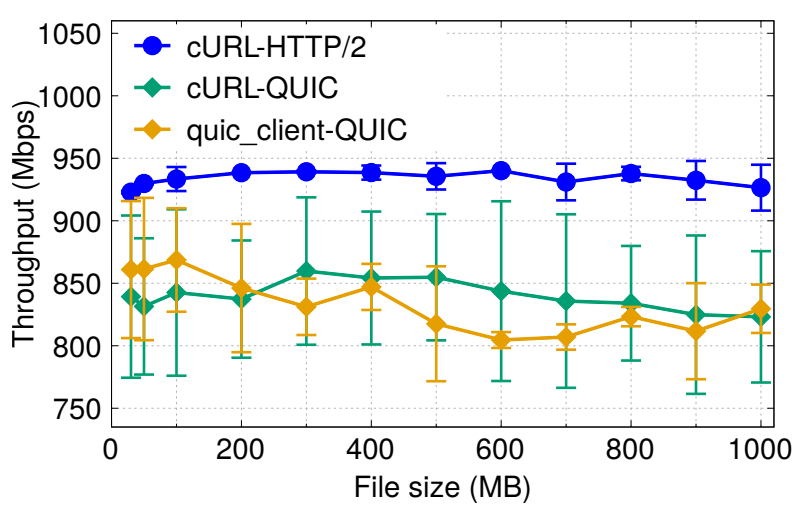 1050
1000
950
900
850
800
750
Throughput (Mbps)
cURL-HTTP/2
cURL-QUIC
quic_client-QUIC
0 200 400 600 800 1000
File size (MB)